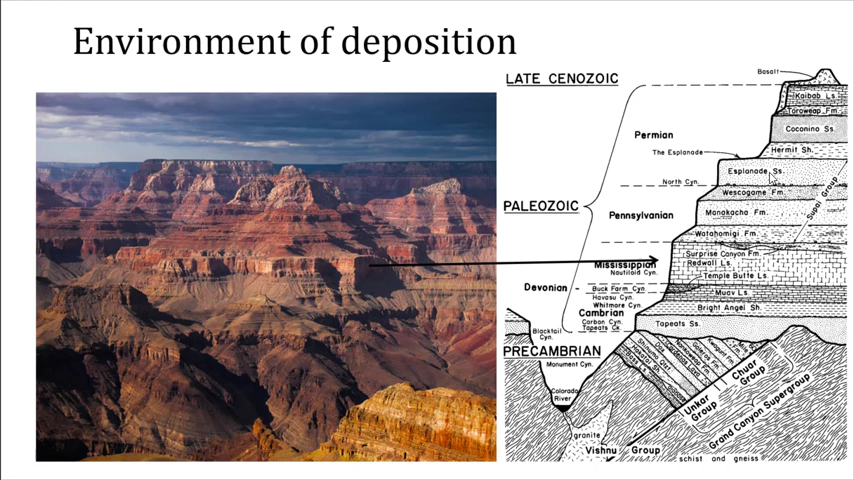 Environment of deposition
LATE CENOZOIC
Basalt
Kaibab Ls.
Toroweap Fm.
Coconino Ss.
Permian
Hermit Sh.
The Esplanade
Esplanade Ss.
North Cyn.
Wescogame Fm.
Supai Group
PALEOZOIC
Pennsylvanian
Manakacha Fm.
Watahomigi Fm.
Surprise Canyon Fm.
Mississippian
Redwall Ls.
Nautiloid Cyn.
Temple Butte Ls.
Devonian
Buck Farm Cyn.
Muav Ls.
Havasu Cyn.
Whitmore Cyn.
Bright Angel Sh.
Cambrian
Carbon Cyn.
Tapeats Ss.
Tapeats Ck.
Blacktail
Cyn.
PRECAMBRIAN
Monument Cyn.
Chuar
Group
Colorado
River
Unkar
Group
Grand Canyon Supergroup
granite
Vishnu Group
schist and gneiss